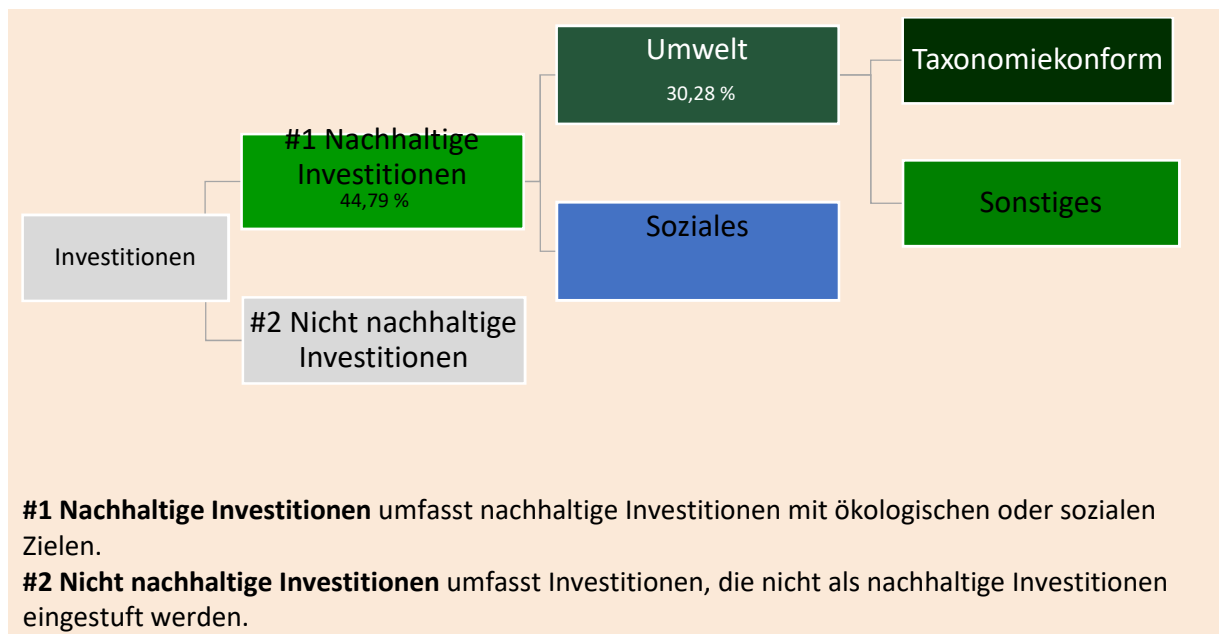 Umwelt
30,28 %
Taxonomiekonform
#1 Nachhaltige
Investitionen
44,79 %
Sonstiges
Soziales
Investitionen
#2 Nicht nachhaltige
Investitionen
#1 Nachhaltige Investitionen umfasst nachhaltige Investitionen mit ökologischen oder sozialen
Zielen.
#2 Nicht nachhaltige Investitionen umfasst Investitionen, die nicht als nachhaltige Investitionen
eingestuft werden.